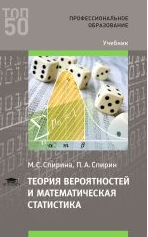 ТОП 50
ПРОФЕССИОНАЛЬНОЕ
ОБРАЗОВАНИЕ
Учебник
М. С. Спирина, П. А. Спирин
ТЕОРИЯ ВЕРОЯТНОСТЕЙ
И МАТЕМАТИЧЕСКАЯ
СТАТИСТИКА